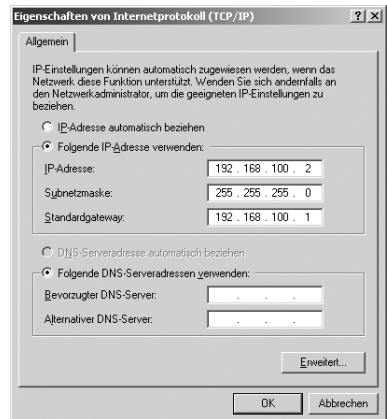 Eigenschaften von Internetprotokoll (TCP/IP)
Allgemein
IP-Einstellungen können automatisch zugewiesen werden, wenn das
Netzwerk diese Funktion unterstützt. Wenden Sie sich andernfalls an
den Netzwerkadministrator, um die geeigneten IP-Einstellungen zu
beziehen.
IP-Adresse automatisch beziehen
Folgende IP-Adresse verwenden:
IP-Adresse: 192 . 168 . 100 . 2
Subnetzmaske: 255 . 255 . 255 . 0
Standardgateway: 192 . 168 . 100 . 1
DNS-Serveradresse automatisch beziehen
Folgende DNS-Serveradressen verwenden:
Bevorzugter DNS-Server: . . .
Alternativer DNS-Server: . . .
Erweitert...
OK Abbrechen